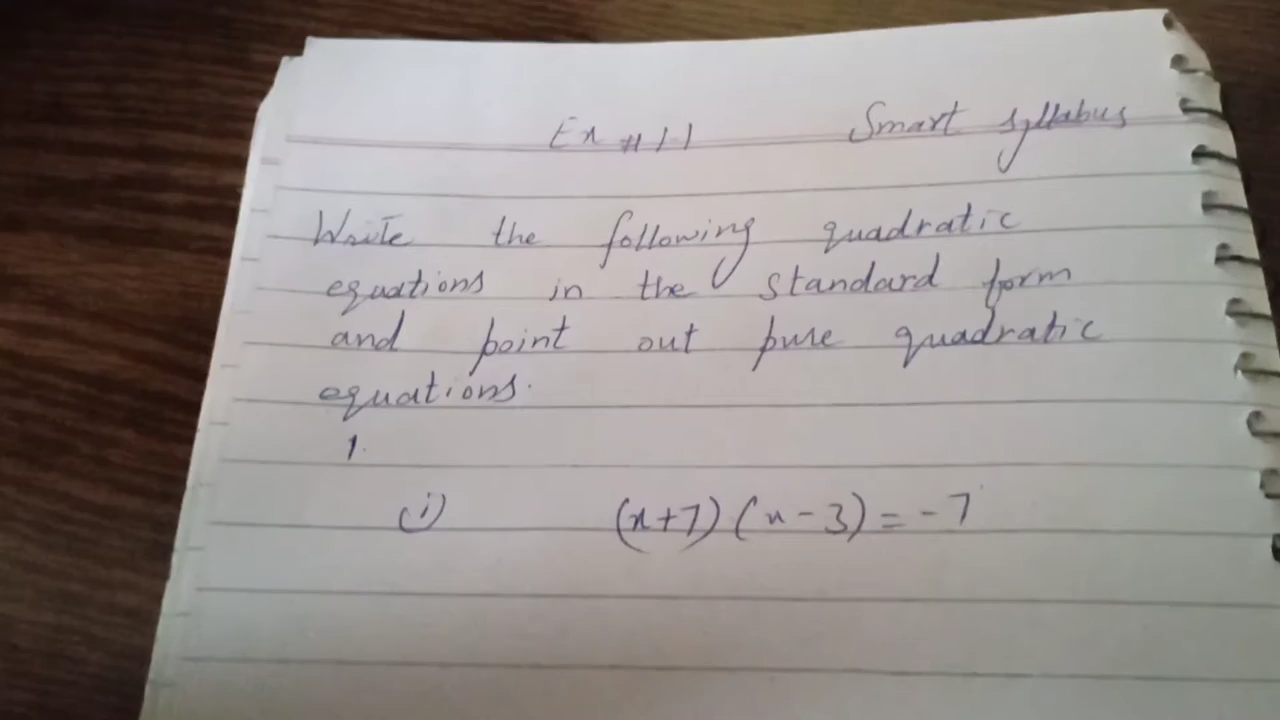 Ex # 1.1 Smart syllabus
Write the following quadratic
equations in the standard form
and point out pure quadratic
equations.
1.
(i) (x+7)(x-3)=-7